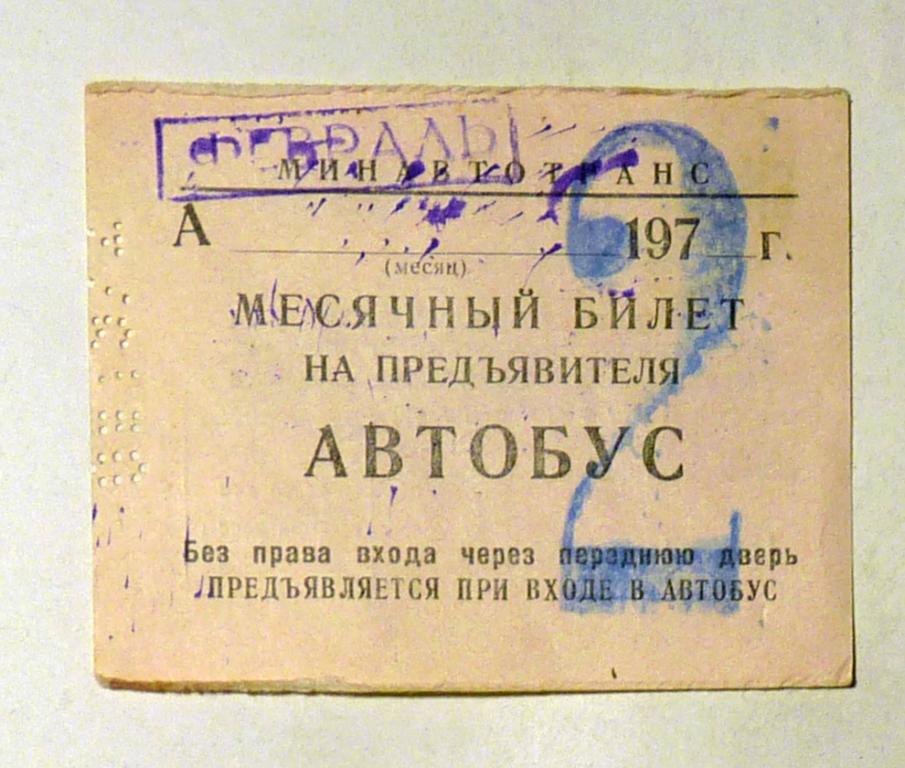 ФЕВРАЛЬ
МИНАВТОТРАНС
А 197 г.
(месяц)
МЕСЯЧНЫЙ БИЛЕТ
НА ПРЕДЪЯВИТЕЛЯ
АВТОБУС
2
Без права входа через переднюю дверь
ПРЕДЪЯВЛЯЕТСЯ ПРИ ВХОДЕ В АВТОБУС